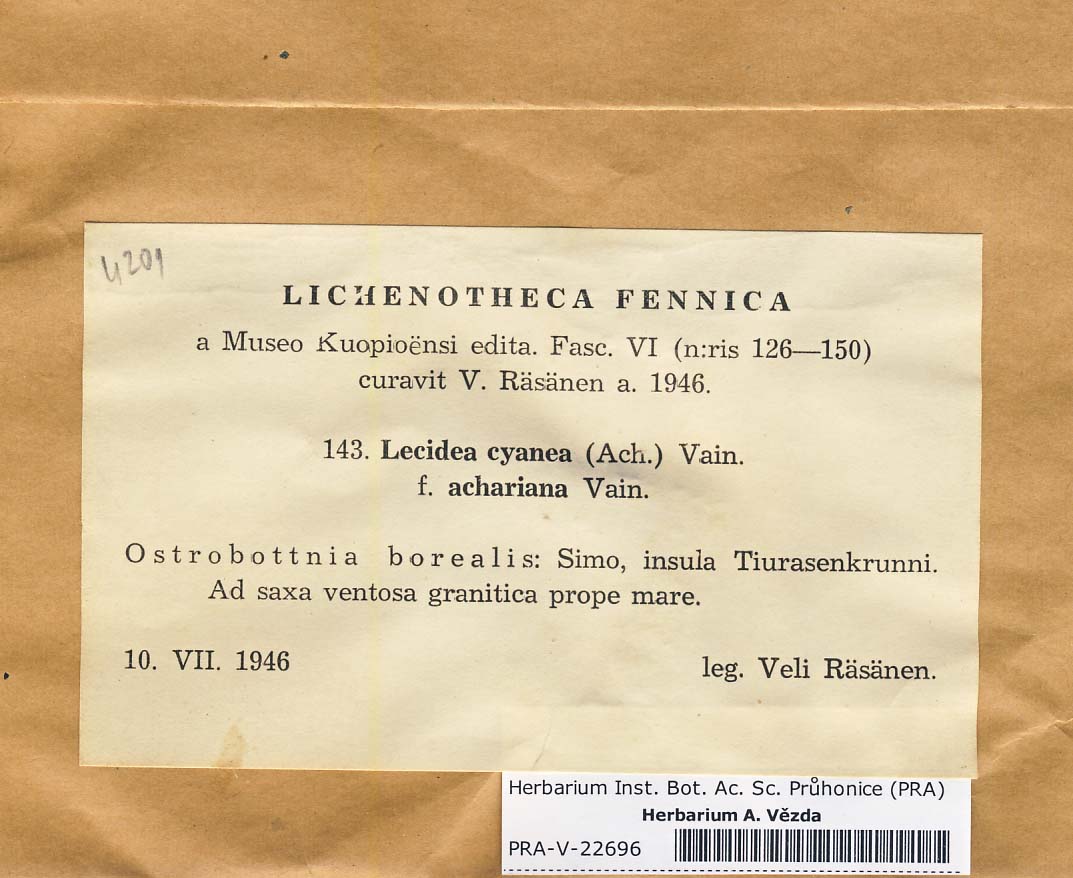 4201
LICHENOTHECA FENNICA
a Museo Kuopioënsi edita. Fasc. VI (n:ris 126—150)
curavit V. Räsänen a. 1946.
143. Lecidea cyanea (Ach.) Vain.
f. achariana Vain.
Ostrobottnia borealis: Simo, insula Tiurasenkrunni.
Ad saxa ventosa granitica prope mare.
10. VII. 1946 leg. Veli Räsänen.
Herbarium Inst. Bot. Ac. Sc. Průhonice (PRA)
Herbarium A. Vězda
PRA-V-22696